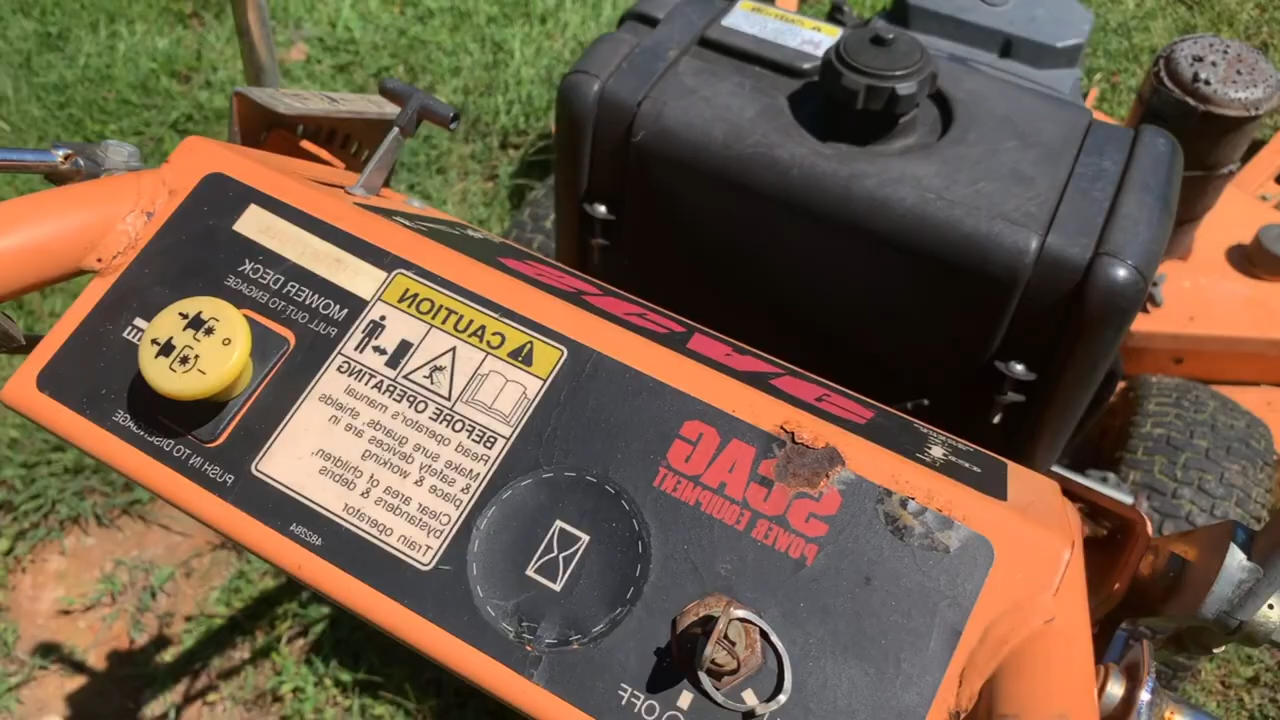 CAUTION
MOWER DECK
PULL OUT TO ENGAGE
PUSH IN TO DISENGAGE
CAUTION
BEFORE OPERATING
Read operator's manual
Make sure guards, shields
& safety devices are in
place & working
Clear area of children,
bystanders & debris
Train operator
482284
SCAG
POWER EQUIPMENT
OFF